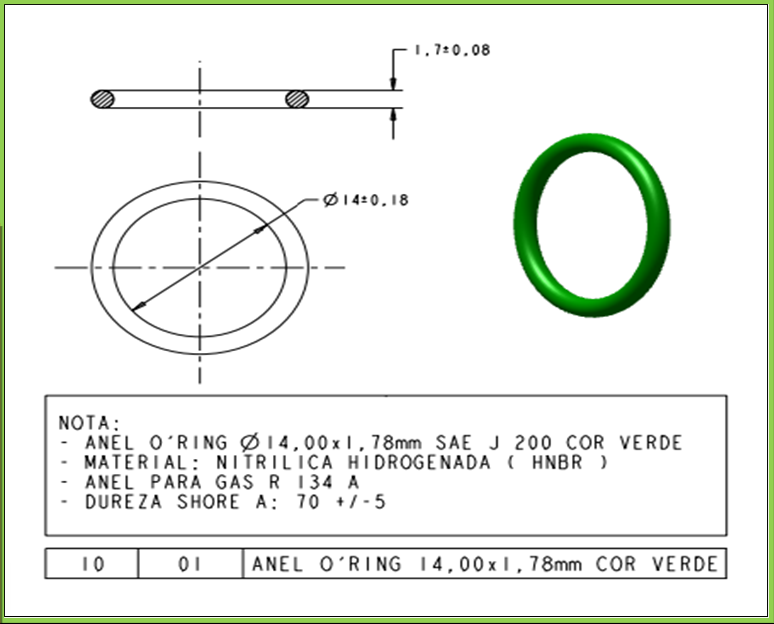 1,7±0,08
Ø14±0,18
NOTA:
- ANEL O'RING Ø14,00x1,78mm SAE J 200 COR VERDE
- MATERIAL: NITRILICA HIDROGENADA ( HNBR )
- ANEL PARA GAS R 134 A
- DUREZA SHORE A: 70 +/-5
10 01 ANEL O'RING 14,00x1,78mm COR VERDE